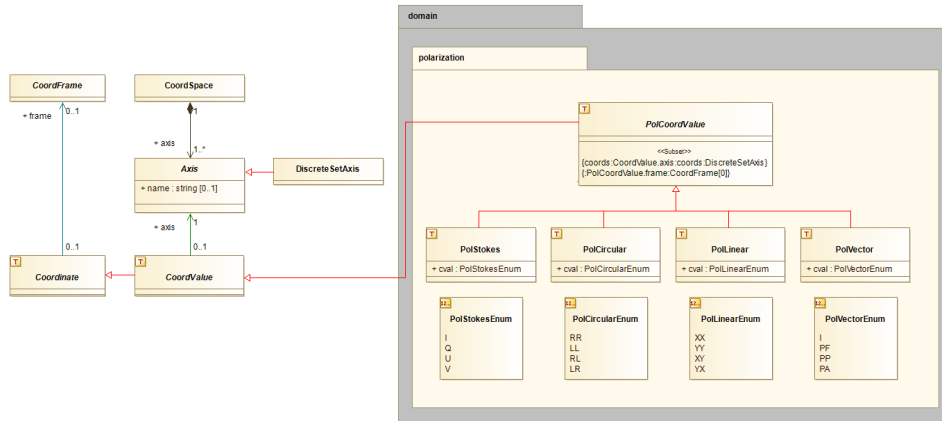 domain
polarization
CoordFrame
CoordSpace
PolCoordValue
<<Subset>>
{coords:CoordValue.axis:coords:DiscreteSetAxis}
{:PolCoordValue.frame:CoordFrame[0]}
0..1
+ frame
1
+ axis
1..*
Axis
+ name : string [0..1]
DiscreteSetAxis
+ axis
1
0..1
0..1
Coordinate
CoordValue
PolStokes
+ cval : PolStokesEnum
PolCircular
+ cval : PolCircularEnum
PolLinear
+ cval : PolLinearEnum
PolVector
+ cval : PolVectorEnum
PolStokesEnum
I
Q
U
V
PolCircularEnum
RR
LL
RL
LR
PolLinearEnum
XX
YY
XY
YX
PolVectorEnum
I
PF
PP
PA